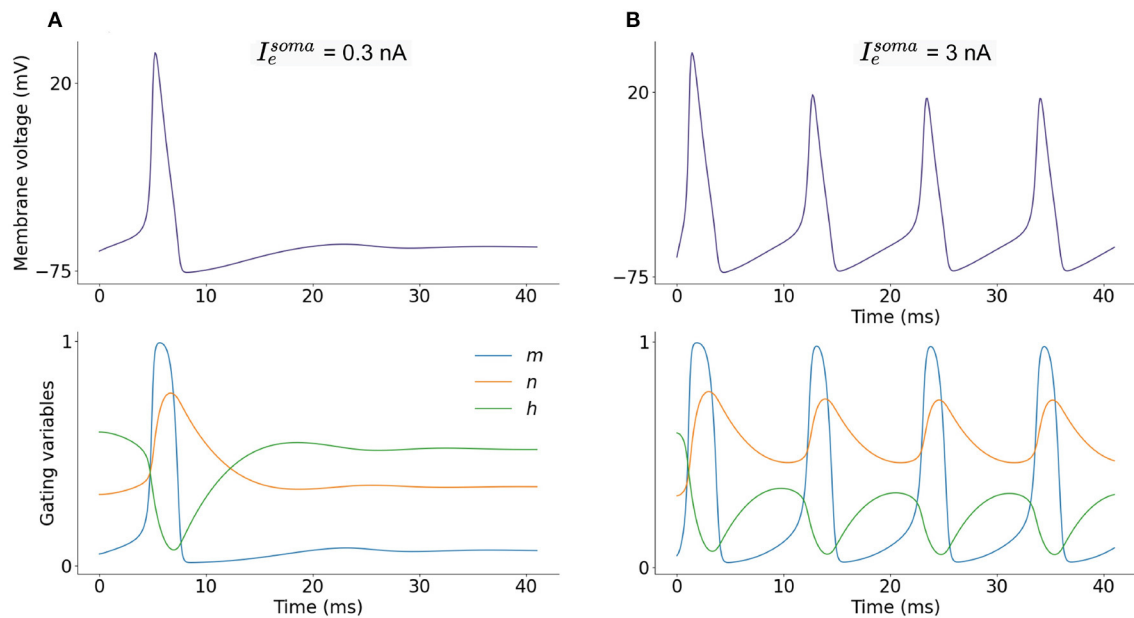 A
I_e^{soma} = 0.3 nA
Membrane voltage (mV)
20
−75
0 10 20 30 40
B
I_e^{soma} = 3 nA
20
−75
0 10 20 30 40
Time (ms)
Gating variables
1
0
m
n
h
0 10 20 30 40
Time (ms)
1
0
0 10 20 30 40
Time (ms)